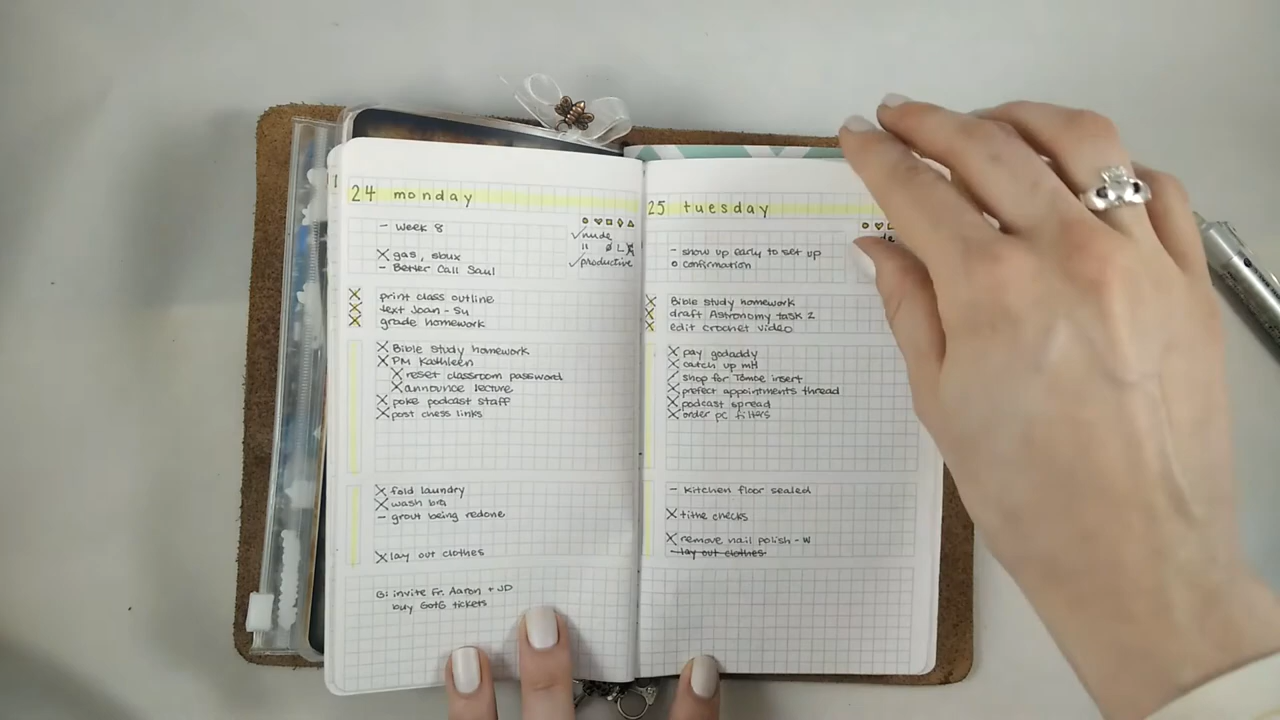 24 monday
- week 8
nude
gas, sbux
- Better Call Saul
productive
print class outline
text Joan - Su
grade homework
Bible study homework
PM Kathleen
reset classroom password
announce lecture
poke podcast staff
post chess links
fold laundry
wash bra
- grout being redone
lay out clothes
G: invite Fr. Aaron + JD
buy GotG tickets
25 tuesday
- show up early to set up
confirmation
Bible study homework
draft Astronomy task 2
edit crochet video
pay godaddy
catch up mH
shop for Tomoe insert
prefect appointments thread
podcast spread
order pc filters
- kitchen floor sealed
tithe checks
remove nail polish - W
- lay out clothes